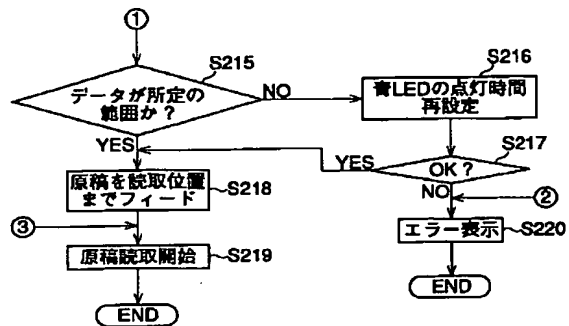 ①
S215
データが所定の
範囲か？
NO
YES
S216
青LEDの点灯時間
再設定
S217
OK？
YES
NO
②
原稿を読取位置
までフィード
S218
③
エラー表示
S220
原稿読取開始
S219
END
END